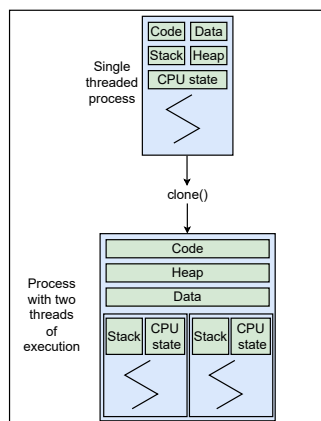 Code Data
Stack Heap
CPU state
Single
threaded
process
clone()
Code
Heap
Data
Process
with two
threads
of
execution
Stack CPU state Stack CPU state